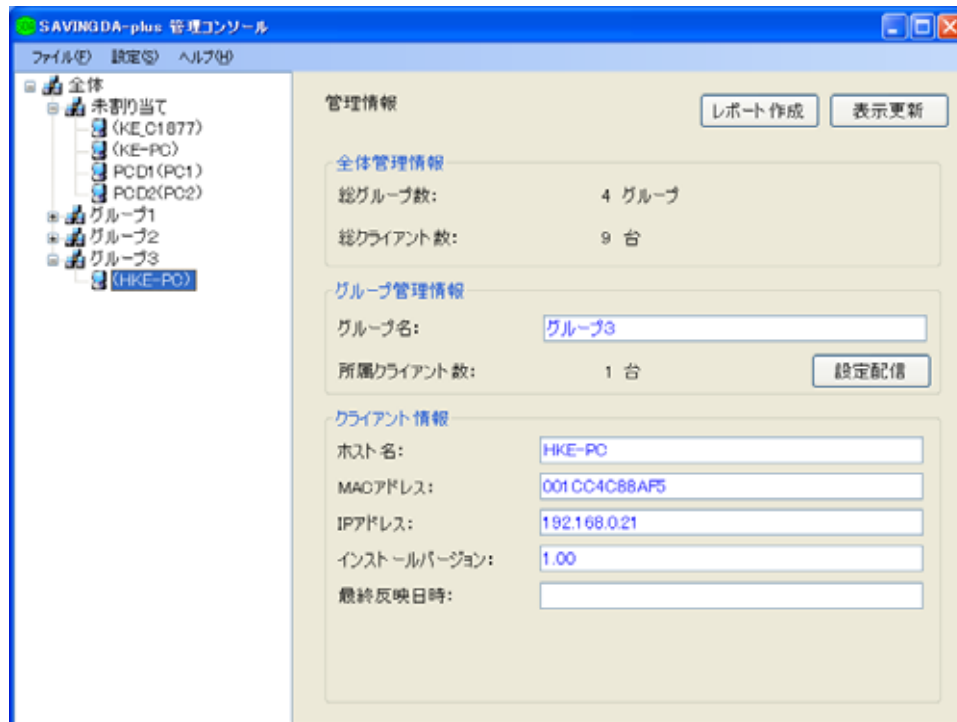 SAVINGDA-plus 管理コンソール
ファイル(F) 設定(S) ヘルプ(H)
全体
未割り当て
(KE_C1877)
(KE-PC)
PCD1(PC1)
PCD2(PC2)
グループ1
グループ2
グループ3
(HKE-PC)
管理情報
レポート作成
表示更新
全体管理情報
総グループ数: 4 グループ
総クライアント数: 9 台
グループ管理情報
グループ名: グループ3
所属クライアント数: 1 台
設定配信
クライアント情報
ホスト名: HKE-PC
MACアドレス: 001CC4C88AF5
IPアドレス: 192.168.0.21
インストールバージョン: 1.00
最終反映日時: